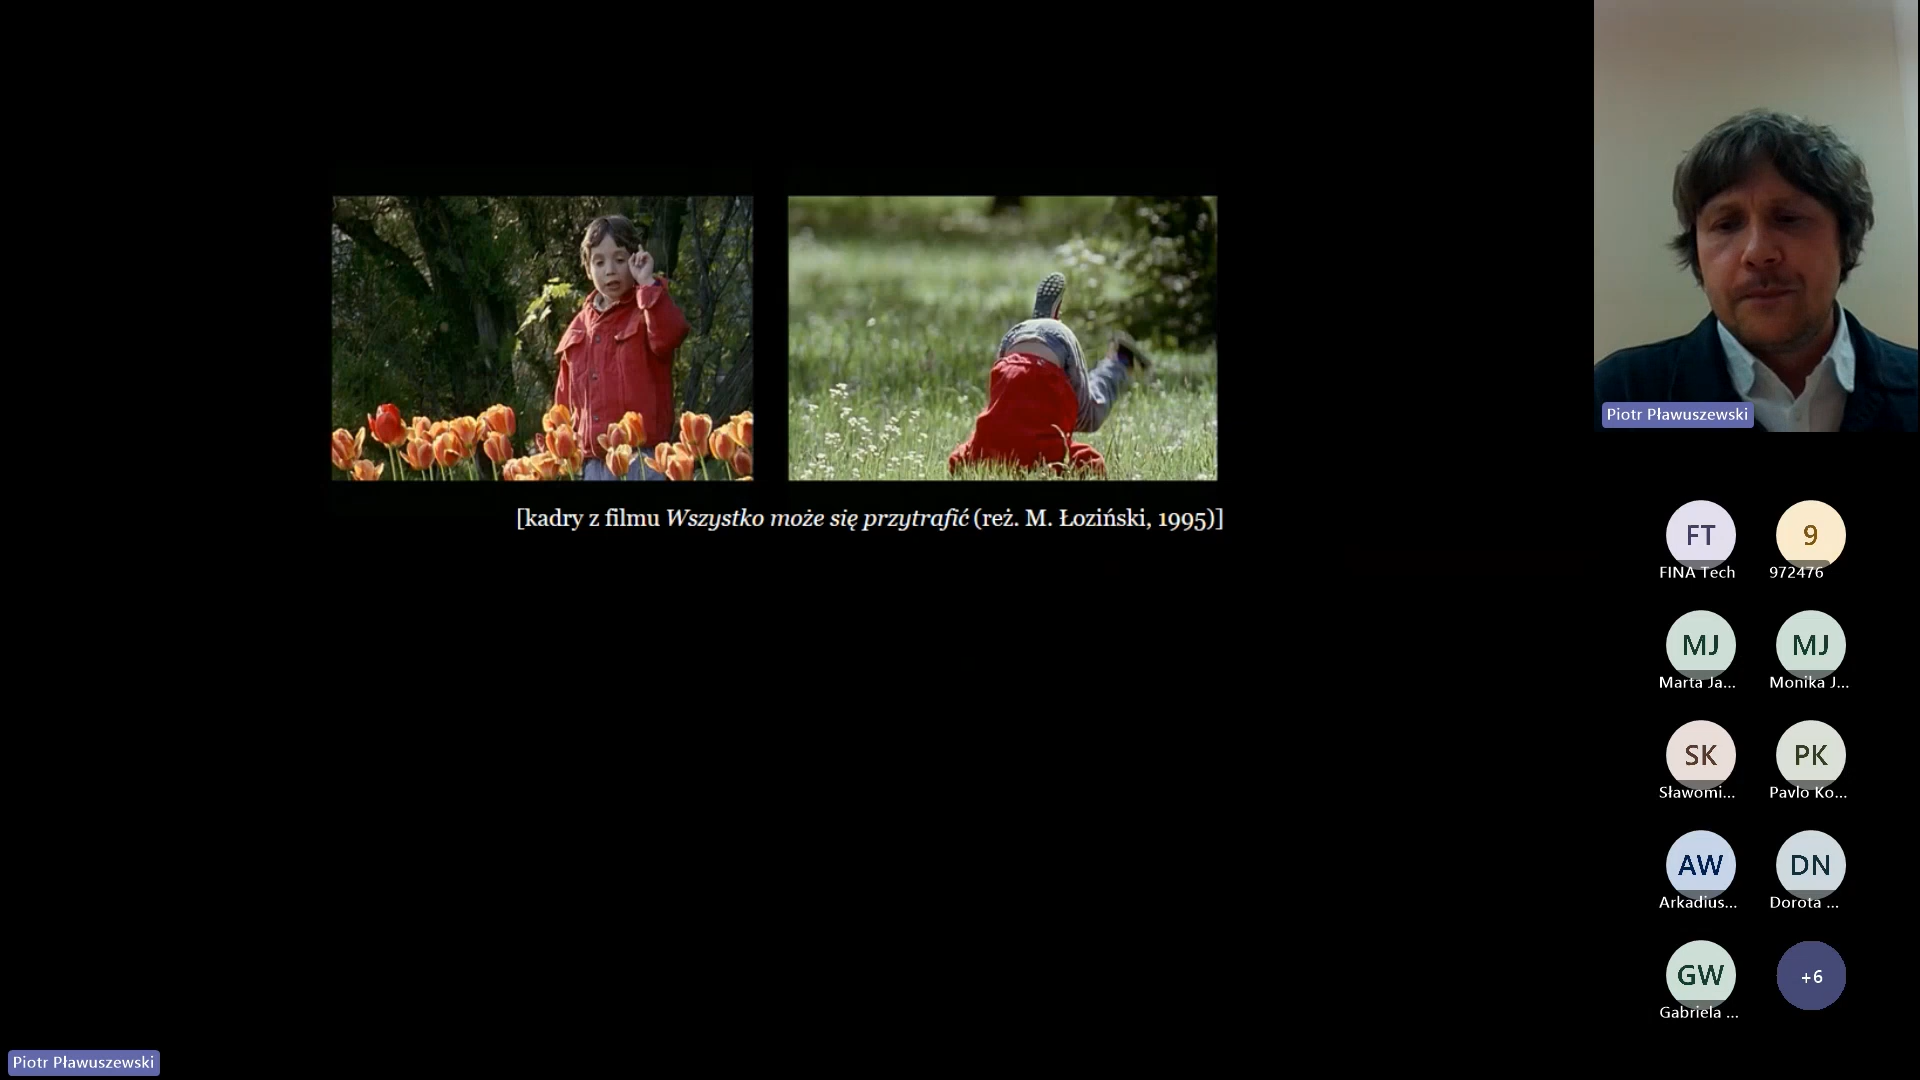 [kadry z filmu Wszystko może się przytrafić (reż. M. Łoziński, 1995)]
Piotr Pławuszewski
FT
FINA Tech
9
972476
MJ
Marta Ja...
MJ
Monika J...
SK
Sławomi...
PK
Pavlo Ko...
AW
Arkadius...
DN
Dorota ...
GW
Gabriela ...
+6
Piotr Pławuszewski